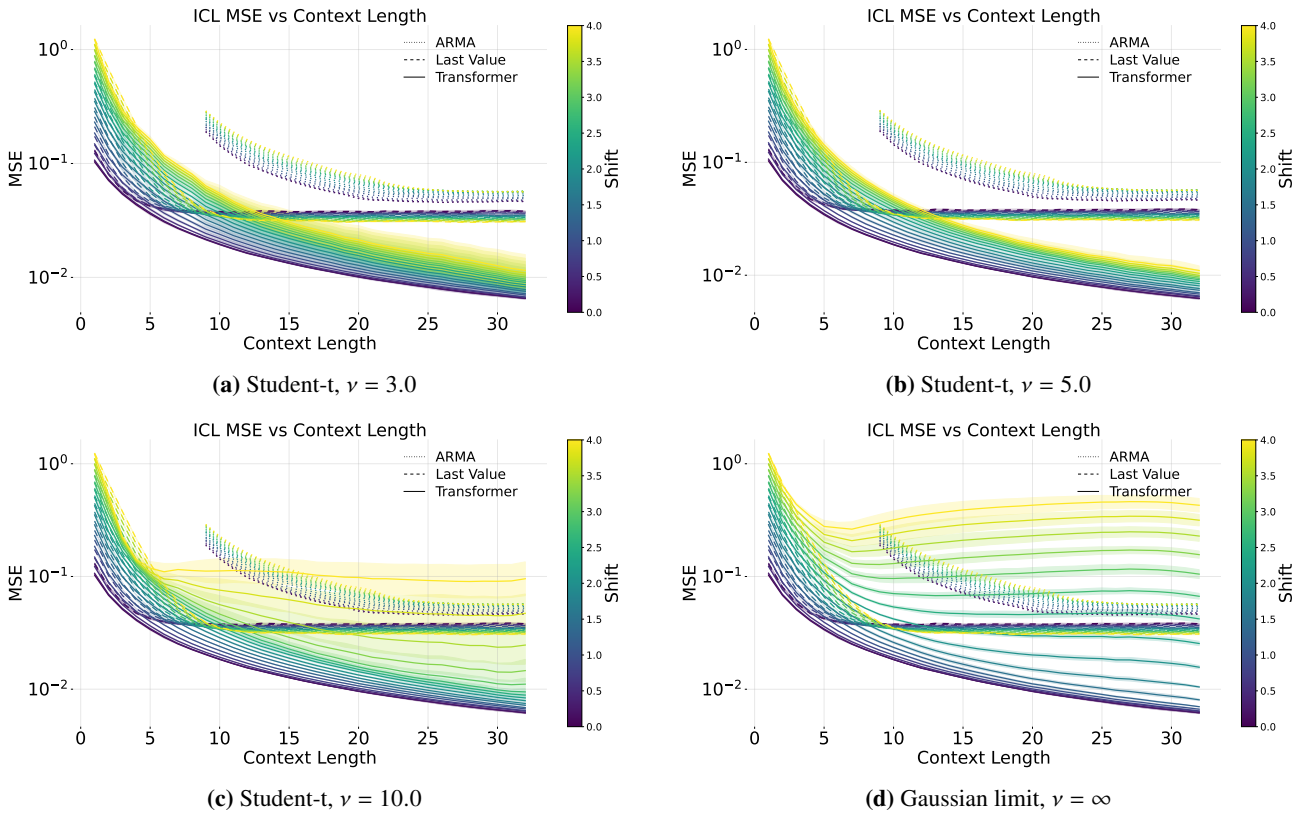 ICL MSE vs Context Length
ARMA
Last Value
Transformer
10⁰
10⁻¹
10⁻²
MSE
0 5 10 15 20 25 30
Context Length
4.0
3.5
3.0
2.5
2.0
1.5
1.0
0.5
0.0
Shift
(a) Student-t, ν = 3.0
ICL MSE vs Context Length
ARMA
Last Value
Transformer
10⁰
10⁻¹
10⁻²
MSE
0 5 10 15 20 25 30
Context Length
4.0
3.5
3.0
2.5
2.0
1.5
1.0
0.5
0.0
Shift
(b) Student-t, ν = 5.0
ICL MSE vs Context Length
ARMA
Last Value
Transformer
10⁰
10⁻¹
10⁻²
MSE
0 5 10 15 20 25 30
Context Length
4.0
3.5
3.0
2.5
2.0
1.5
1.0
0.5
0.0
Shift
(c) Student-t, ν = 10.0
ICL MSE vs Context Length
ARMA
Last Value
Transformer
10⁰
10⁻¹
10⁻²
MSE
0 5 10 15 20 25 30
Context Length
4.0
3.5
3.0
2.5
2.0
1.5
1.0
0.5
0.0
Shift
(d) Gaussian limit, ν = ∞